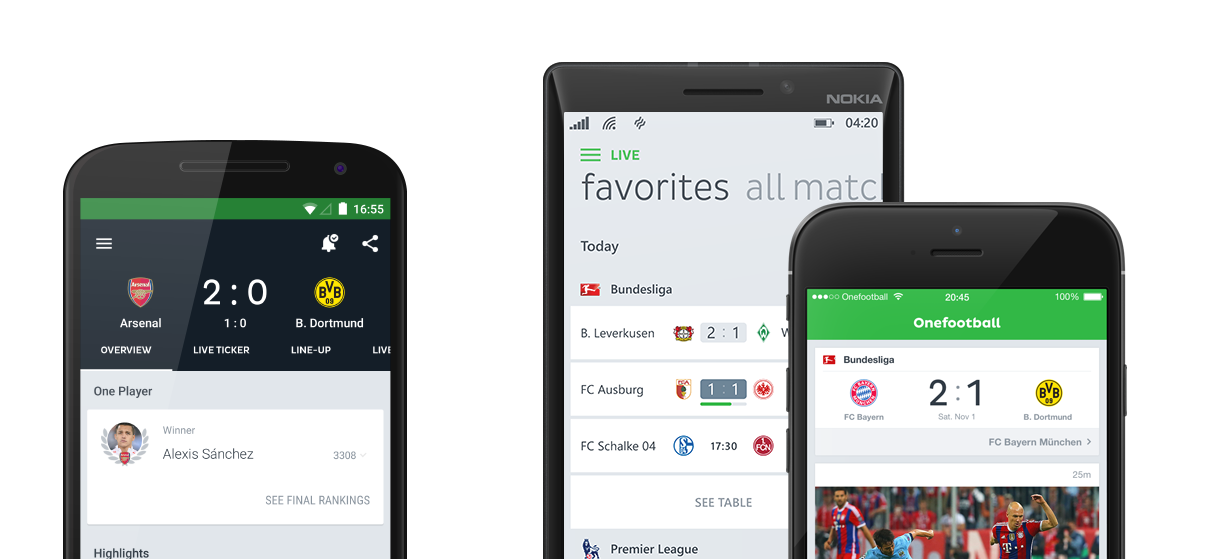 16:55
2 : 0
1 : 0
Arsenal
B. Dortmund
OVERVIEW
LIVE TICKER
LINE-UP
LIVE
One Player
Winner
Alexis Sánchez
3308
SEE FINAL RANKINGS
Highlights
NOKIA
04:20
LIVE
favorites all matc
Today
Bundesliga
B. Leverkusen 2 : 1 W
FC Ausburg 1 : 1
FC Schalke 04 17:30
SEE TABLE
Premier League
Onefootball 20:45 100%
Onefootball
Bundesliga
2 : 1
FC Bayern Sat. Nov 1 B. Dortmund
FC Bayern München
25m